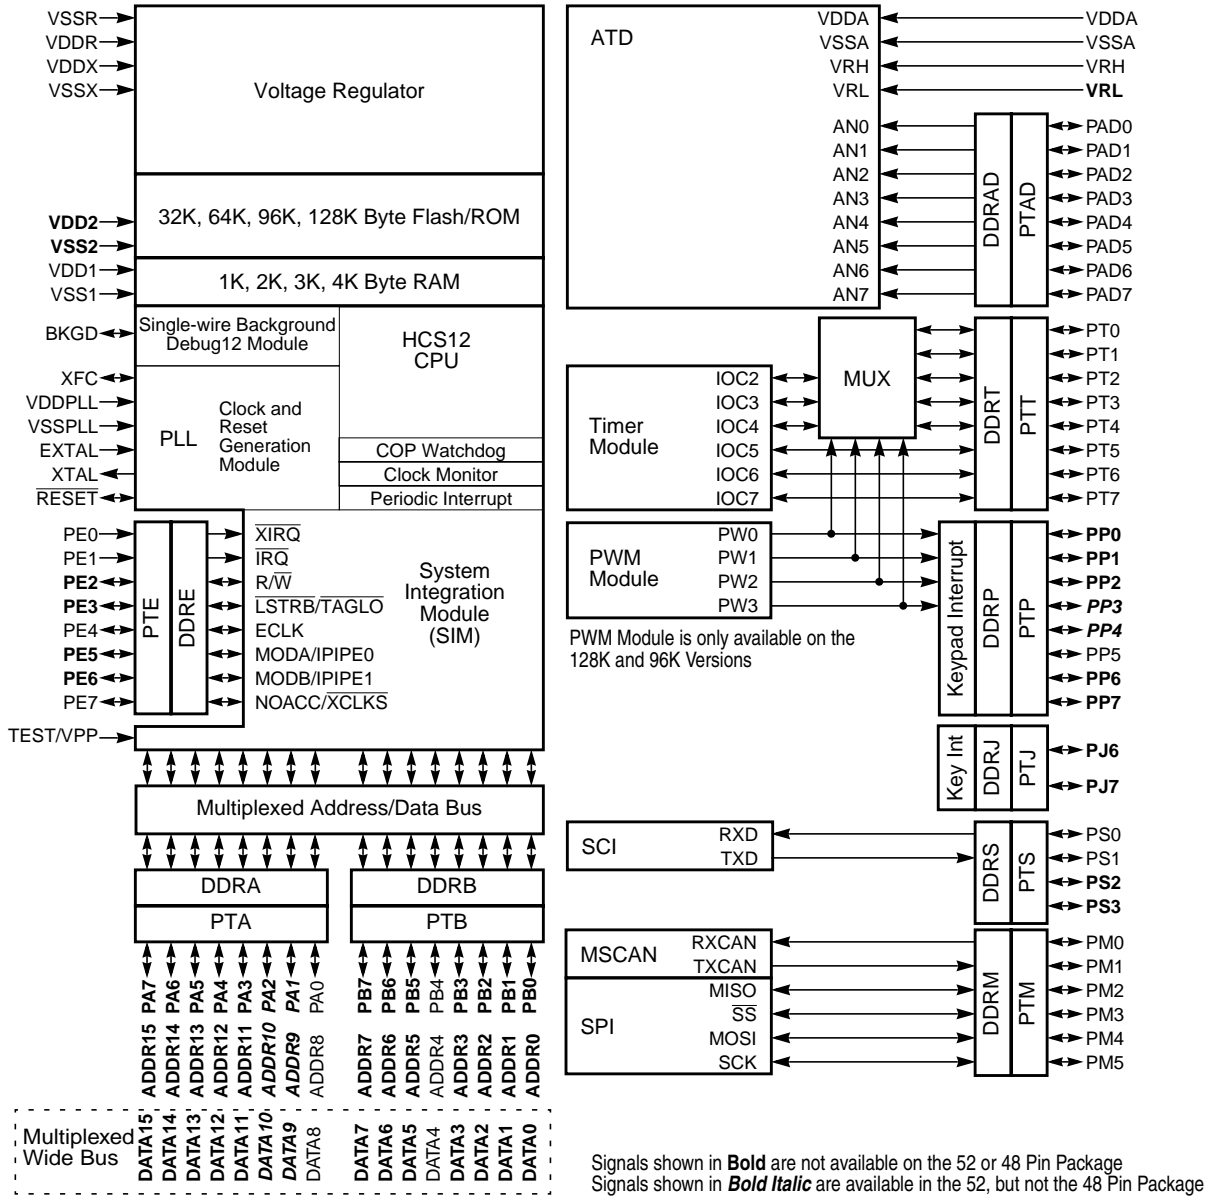 VSSR
VDDR
VDDX
VSSX
Voltage Regulator
VDD2
VSS2
32K, 64K, 96K, 128K Byte Flash/ROM
VDD1
VSS1
1K, 2K, 3K, 4K Byte RAM
BKGD
Single-wire Background
Debug12 Module
HCS12
CPU
XFC
VDDPLL
VSSPLL
EXTAL
XTAL
RESET
PLL
Clock and
Reset
Generation
Module
COP Watchdog
Clock Monitor
Periodic Interrupt
PE0
PE1
PE2
PE3
PE4
PE5
PE6
PE7
PTE
DDRE
XIRQ
IRQ
R/W
LSTRB/TAGLO
ECLK
MODA/IPIPE0
MODB/IPIPE1
NOACC/XCLKS
System
Integration
Module
(SIM)
TEST/VPP
Multiplexed Address/Data Bus
DDRA
DDRB
PTA
PTB
PA7
PA6
PA5
PA4
PA3
PA2
PA1
PA0
PB7
PB6
PB5
PB4
PB3
PB2
PB1
PB0
ADDR15
ADDR14
ADDR13
ADDR12
ADDR11
ADDR10
ADDR9
ADDR8
ADDR7
ADDR6
ADDR5
ADDR4
ADDR3
ADDR2
ADDR1
ADDR0
Multiplexed
Wide Bus
DATA15
DATA14
DATA13
DATA12
DATA11
DATA10
DATA9
DATA8
DATA7
DATA6
DATA5
DATA4
DATA3
DATA2
DATA1
DATA0
ATD
VDDA
VSSA
VRH
VRL
VDDA
VSSA
VRH
VRL
AN0
AN1
AN2
AN3
AN4
AN5
AN6
AN7
DDRAD
PTAD
PAD0
PAD1
PAD2
PAD3
PAD4
PAD5
PAD6
PAD7
Timer
Module
IOC2
IOC3
IOC4
IOC5
IOC6
IOC7
MUX
DDRT
PTT
PT0
PT1
PT2
PT3
PT4
PT5
PT6
PT7
PWM
Module
PW0
PW1
PW2
PW3
PWM Module is only available on the
128K and 96K Versions
Keypad Interrupt
DDRP
PTP
PP0
PP1
PP2
PP3
PP4
PP5
PP6
PP7
Key Int
DDRJ
PTJ
PJ6
PJ7
SCI
RXD
TXD
DDRS
PTS
PS0
PS1
PS2
PS3
MSCAN
RXCAN
TXCAN
SPI
MISO
SS
MOSI
SCK
DDRM
PTM
PM0
PM1
PM2
PM3
PM4
PM5
Signals shown in Bold are not available on the 52 or 48 Pin Package
Signals shown in Bold Italic are available in the 52, but not the 48 Pin Package